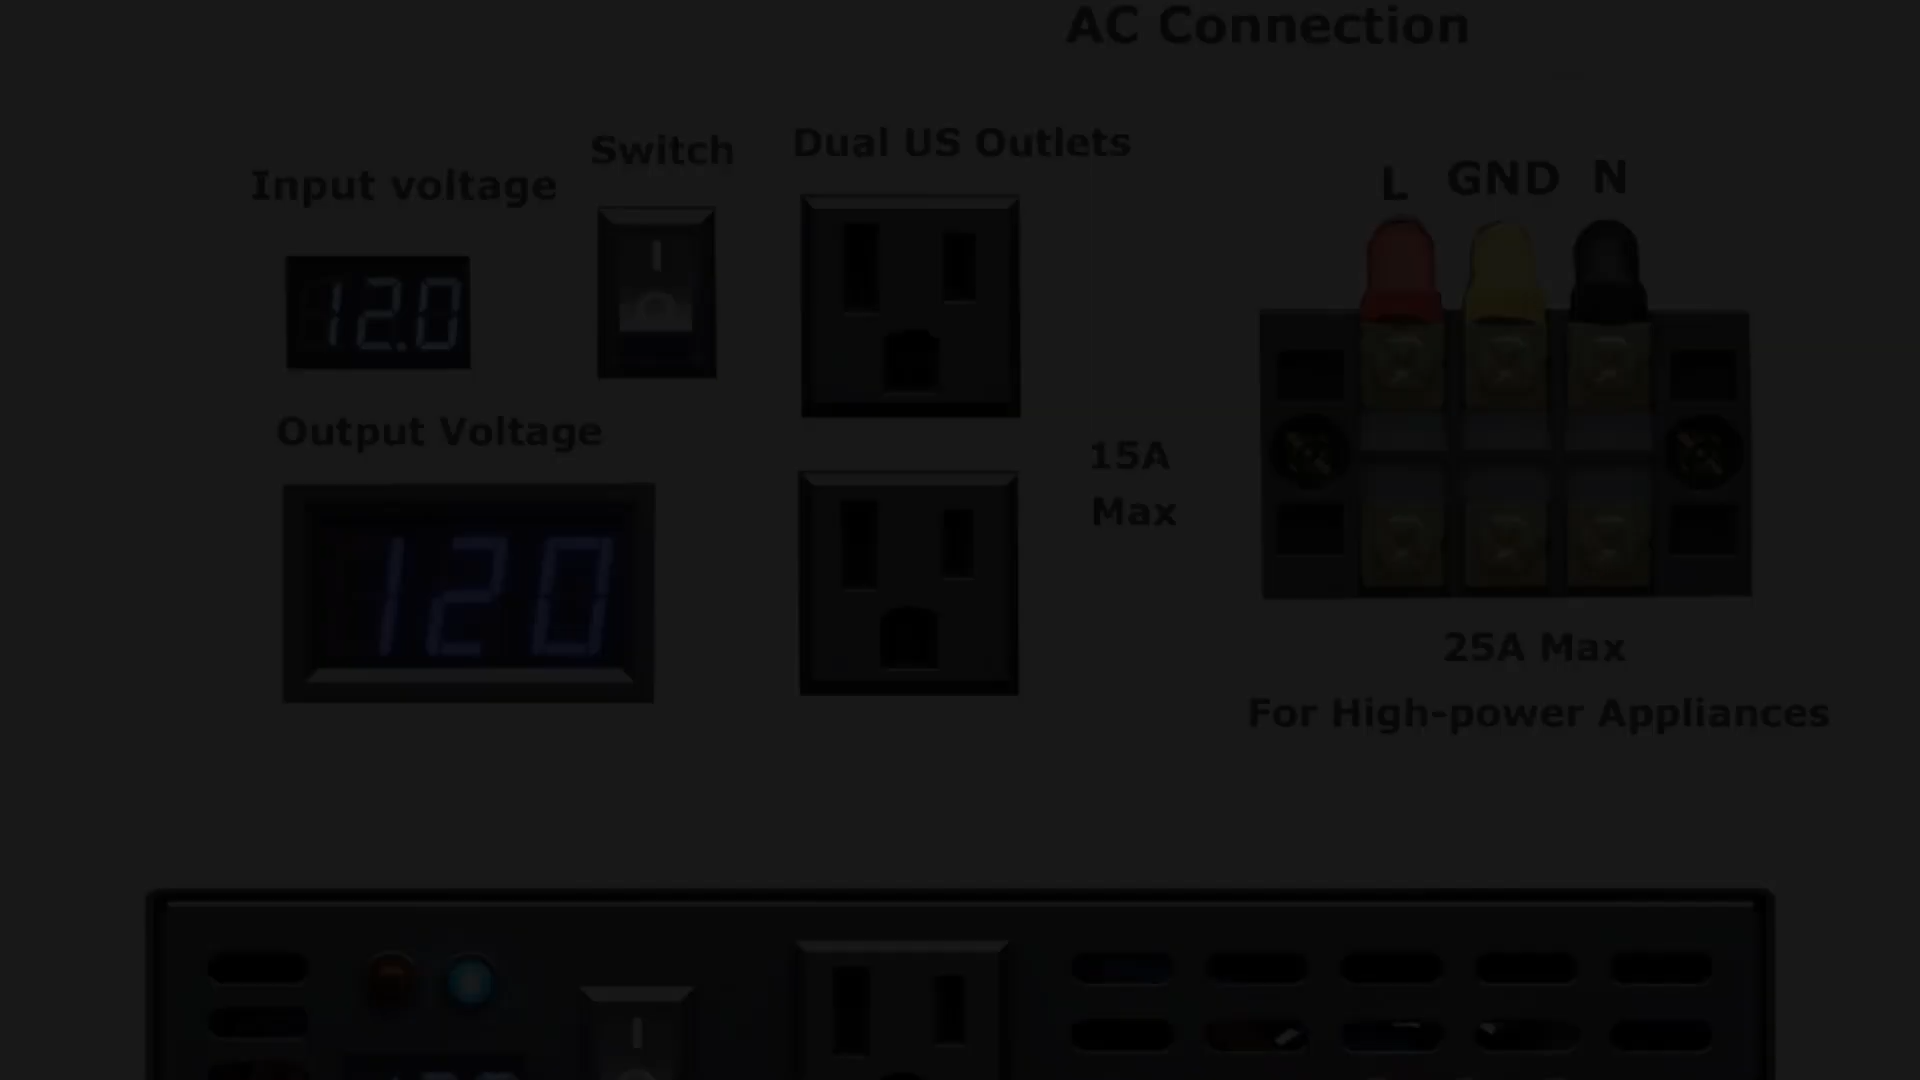 AC Connection
Switch
Dual US Outlets
Input voltage
L GND N
12.0
Output Voltage
15A
Max
120
25A Max
For High-power Appliances